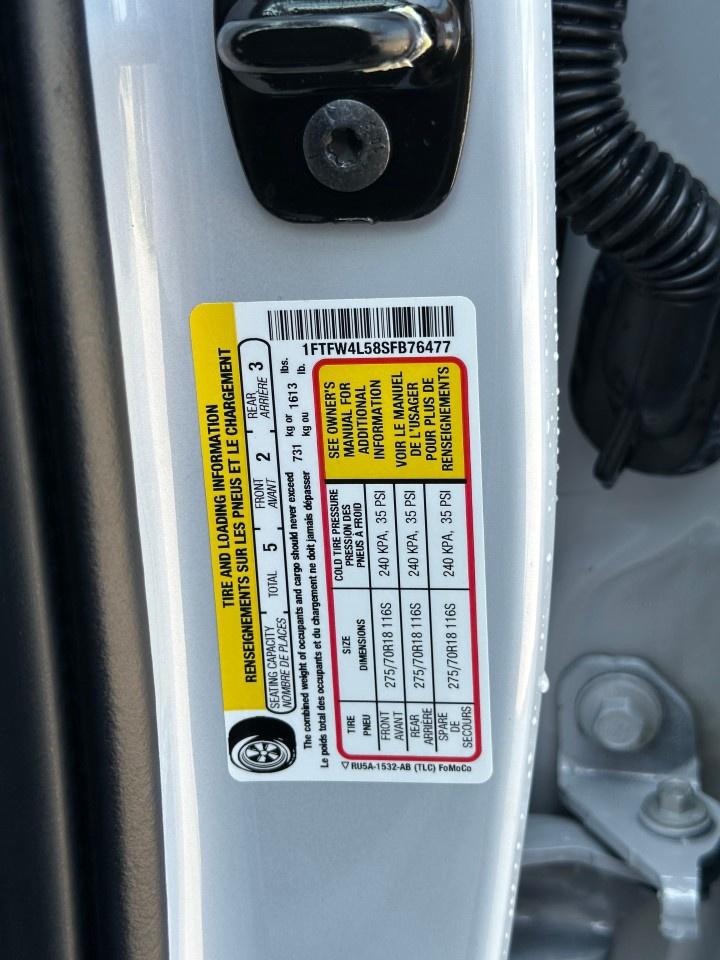 1FTFW4L58SFB76477
TIRE AND LOADING INFORMATION
RENSEIGNEMENTS SUR LES PNEUS ET LE CHARGEMENT
SEATING CAPACITY TOTAL 5 FRONT 2 REAR 3
NOMBRE DE PLACES AVANT ARRIÈRE
The combined weight of occupants and cargo should never exceed 731 kg or 1613 lbs.
Le poids total des occupants et du chargement ne doit jamais dépasser kg ou lb.
TIRE SIZE COLD TIRE PRESSURE
PNEU DIMENSIONS PRESSION DES
PNEUS À FROID
FRONT 275/70R18 116S 240 KPA, 35 PSI
AVANT
REAR 275/70R18 116S 240 KPA, 35 PSI
ARRIÈRE
SPARE 275/70R18 116S 240 KPA, 35 PSI
DE
SECOURS
SEE OWNER'S
MANUAL FOR
ADDITIONAL
INFORMATION
VOIR LE MANUEL
DE L'USAGER
POUR PLUS DE
RENSEIGNEMENTS
▽ RU5A-1532-AB (TLC) FoMoCo